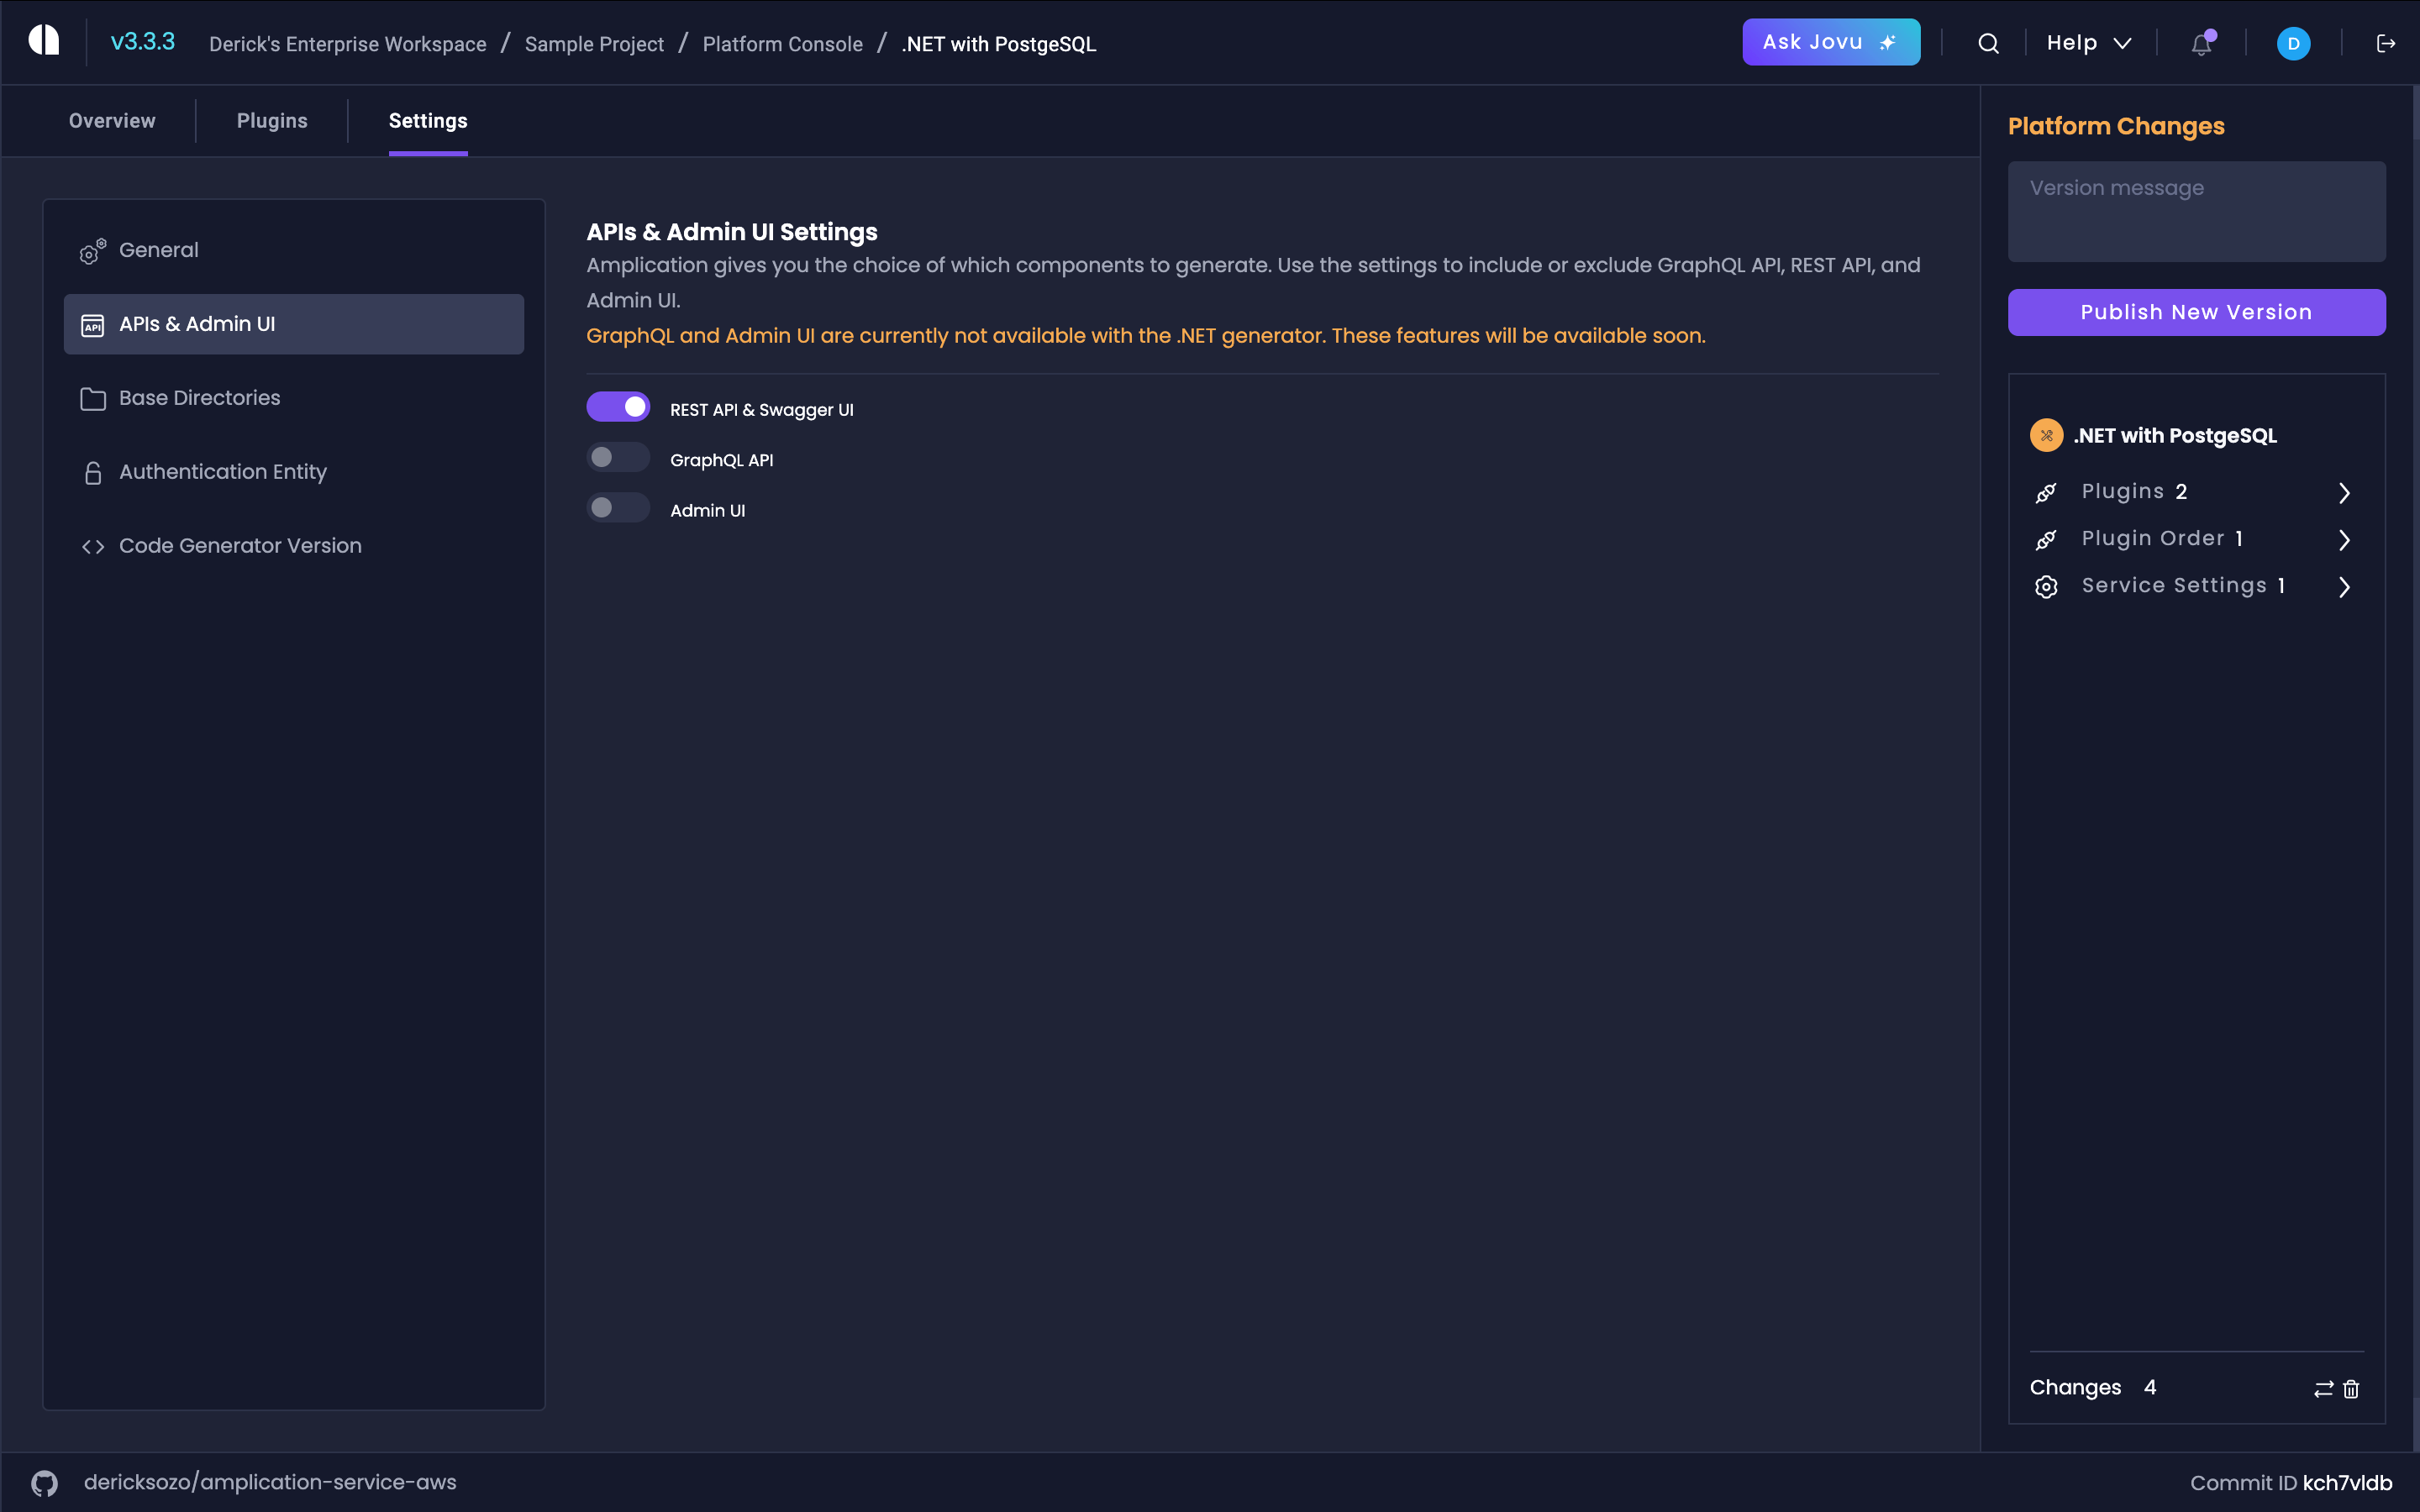 v3.3.3
Derick's Enterprise Workspace / Sample Project / Platform Console / .NET with PostgeSQL
Ask Jovu
Help
D
Overview
Plugins
Settings
General
API
APIs & Admin UI
Base Directories
Authentication Entity
Code Generator Version
APIs & Admin UI Settings
Amplication gives you the choice of which components to generate. Use the settings to include or exclude GraphQL API, REST API, and
Admin UI.
GraphQL and Admin UI are currently not available with the .NET generator. These features will be available soon.
REST API & Swagger UI
GraphQL API
Admin UI
Platform Changes
Version message
Publish New Version
.NET with PostgeSQL
Plugins 2
Plugin Order 1
Service Settings 1
Changes 4
dericksozo/amplication-service-aws
Commit ID kch7vldb